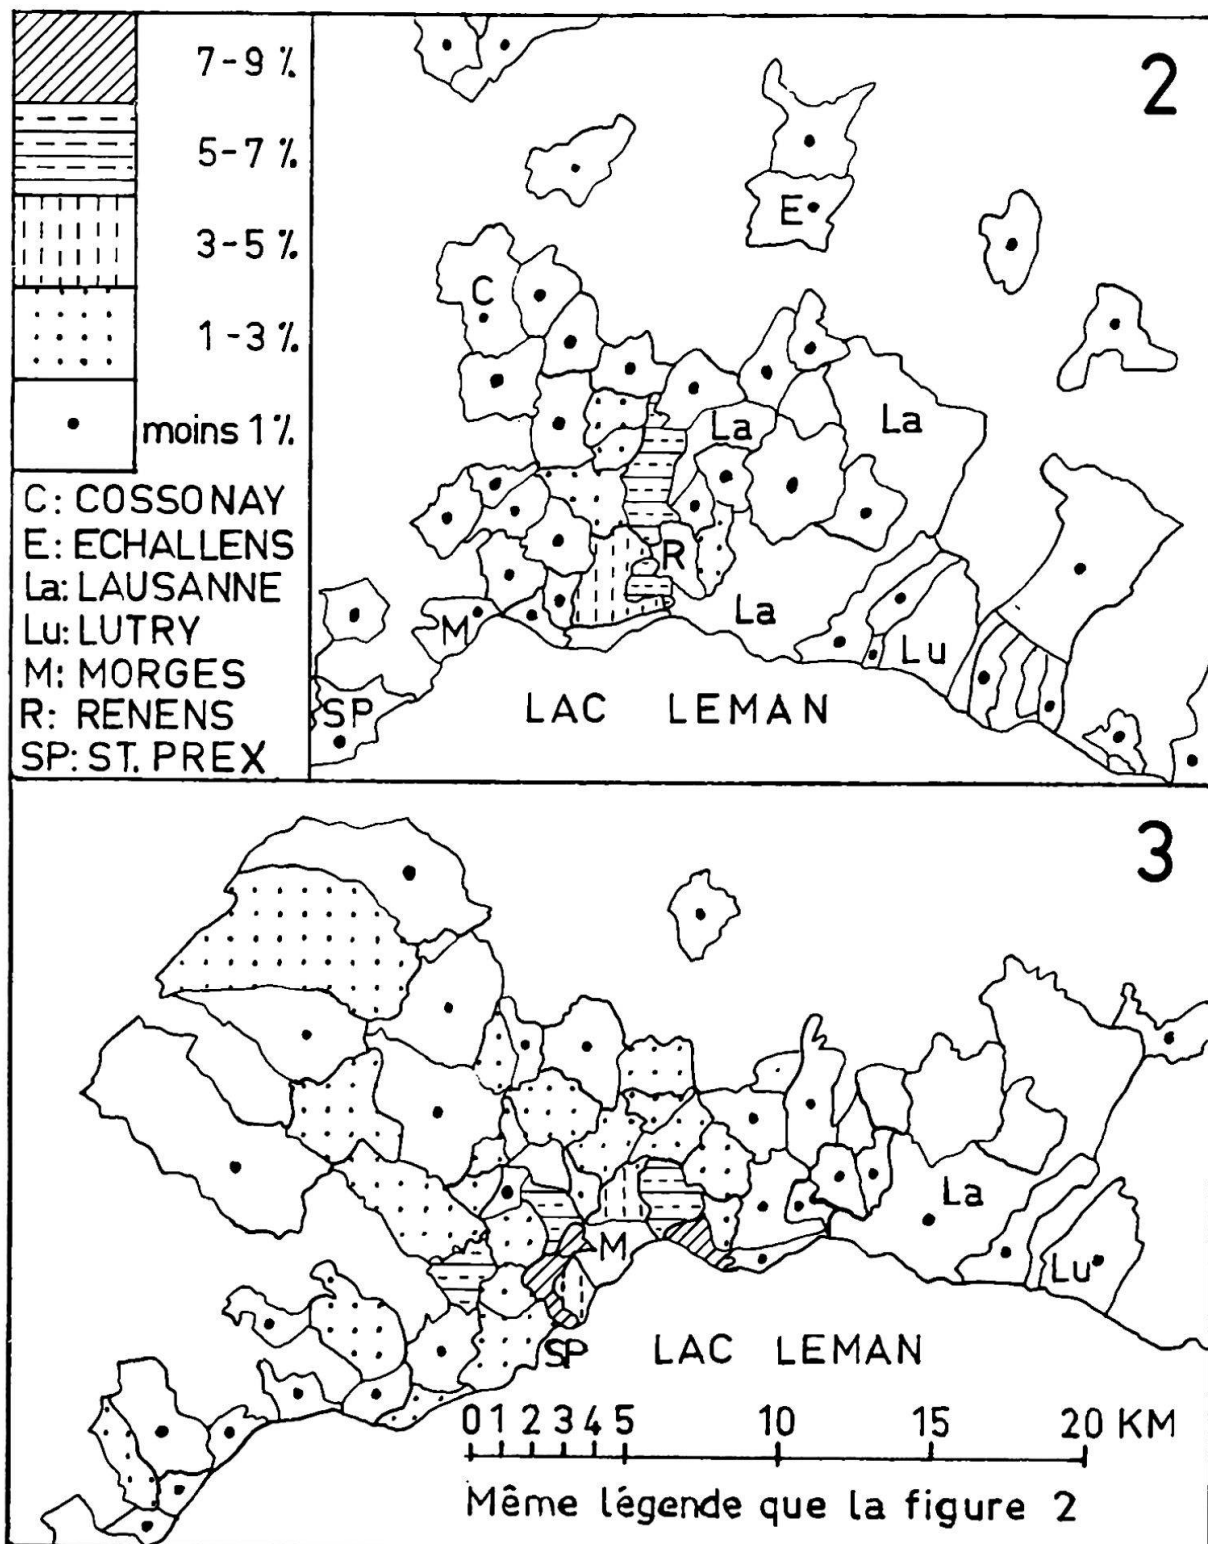 7-9 %
5-7 %
3-5 %
1-3 %
moins 1%
C: COSSONAY
E: ECHALLENS
La: LAUSANNE
Lu: LUTRY
M: MORGES
R: RENENS
SP: ST. PREX
2
E
C
La
La
R
La
M
Lu
SP
LAC LEMAN
3
La
M
Lu
SP
LAC LEMAN
0 1 2 3 4 5 10 15 20 KM
Même légende que la figure 2